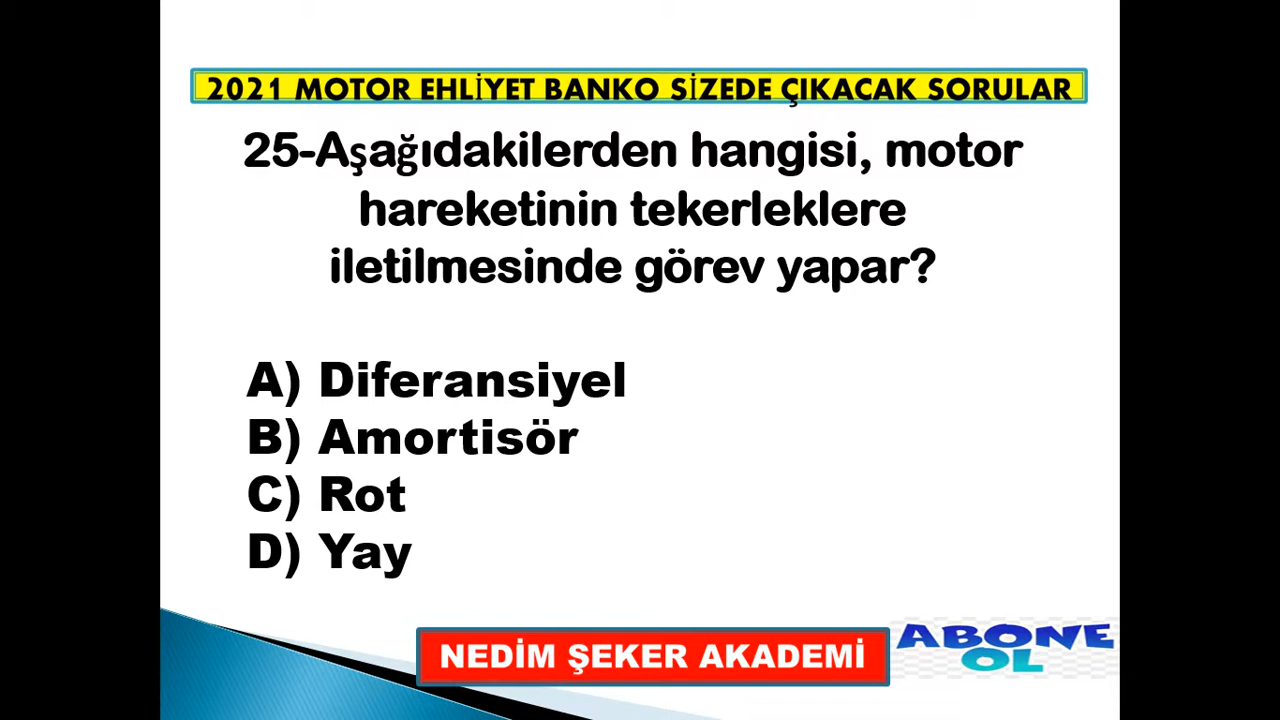 2021 MOTOR EHLİYET BANKO SİZEDE ÇIKACAK SORULAR
25-Aşağıdakilerden hangisi, motor
hareketinin tekerleklere
iletilmesinde görev yapar?
A) Diferansiyel
B) Amortisör
C) Rot
D) Yay
NEDİM ŞEKER AKADEMİ
ABONE
OL